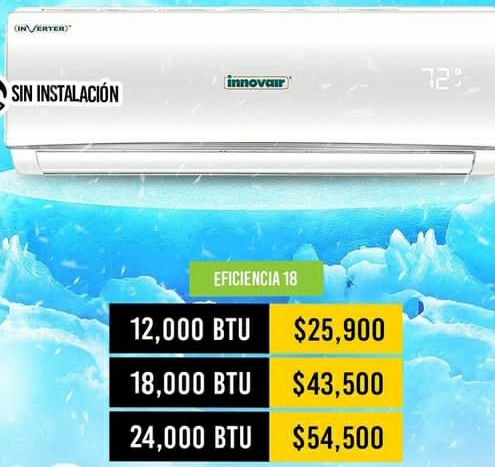 INVERTER
SIN INSTALACIÓN
innovair
72°
EFICIENCIA 18
12,000 BTU $25,900
18,000 BTU $43,500
24,000 BTU $54,500